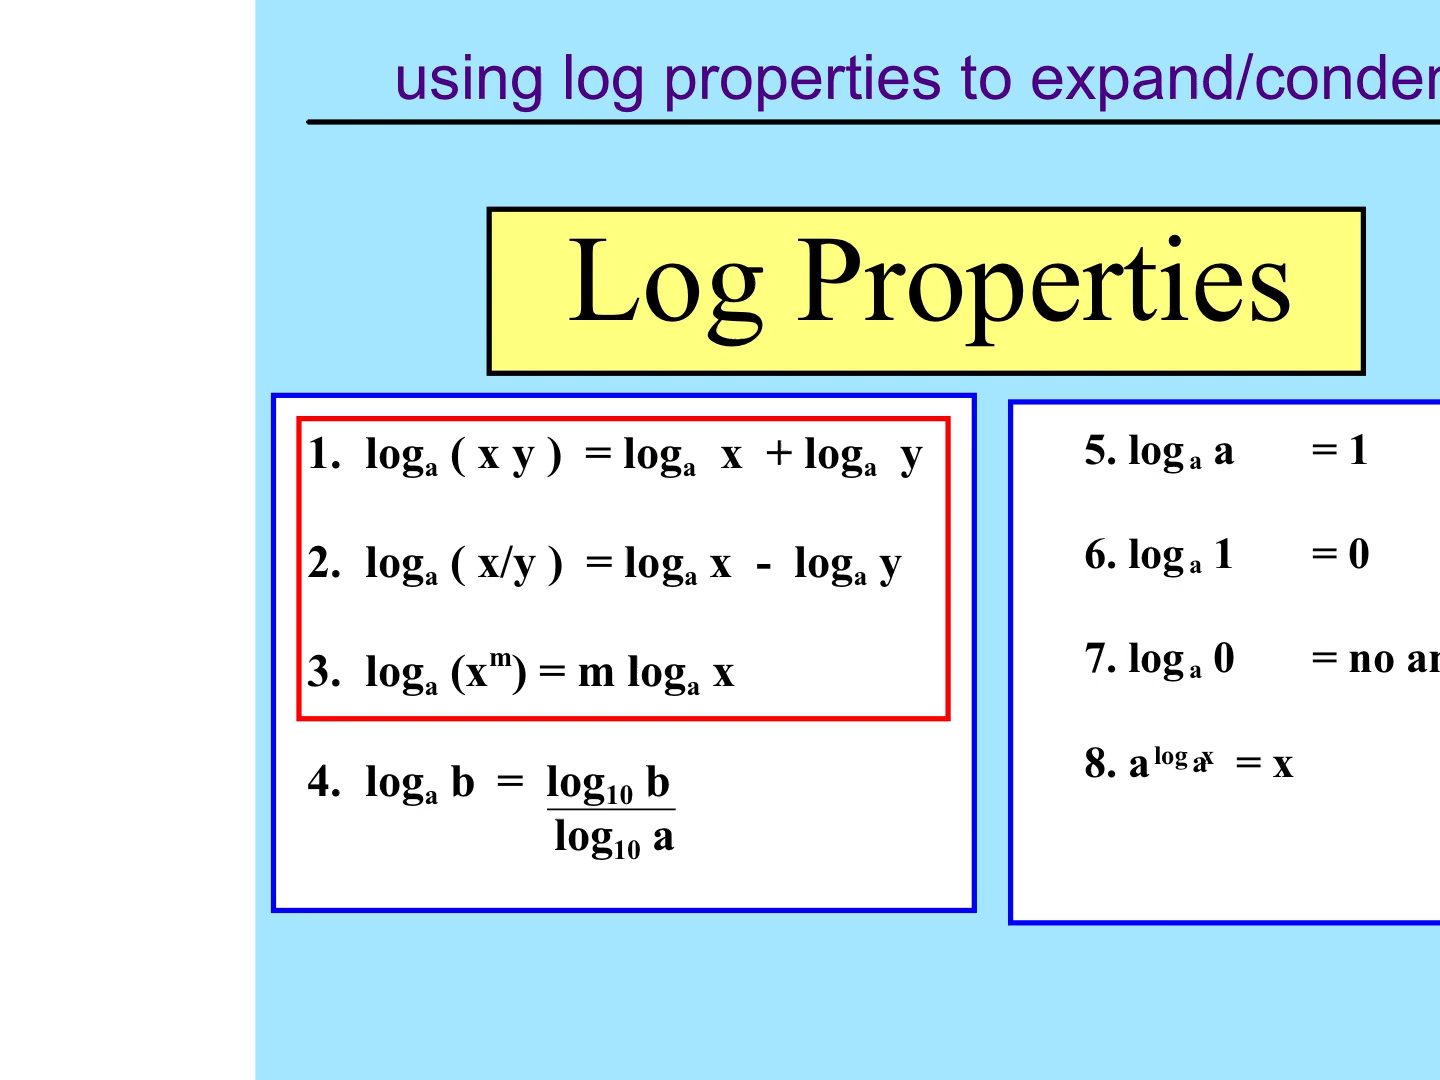 using log properties to expand/conden
Log Properties
1. logₐ ( x y ) = logₐ x + logₐ y
2. logₐ ( x/y ) = logₐ x - logₐ y
3. logₐ (xᵐ) = m logₐ x
4. logₐ b = log₁₀ b
log₁₀ a
5. log ₐ a = 1
6. log ₐ 1 = 0
7. log ₐ 0 = no
8. a log a x = x